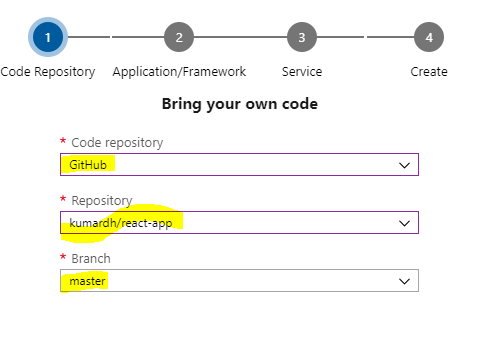 1 2 3 4
Code Repository Application/Framework Service Create
Bring your own code
* Code repository
GitHub
* Repository
kumardh/react-app
* Branch
master